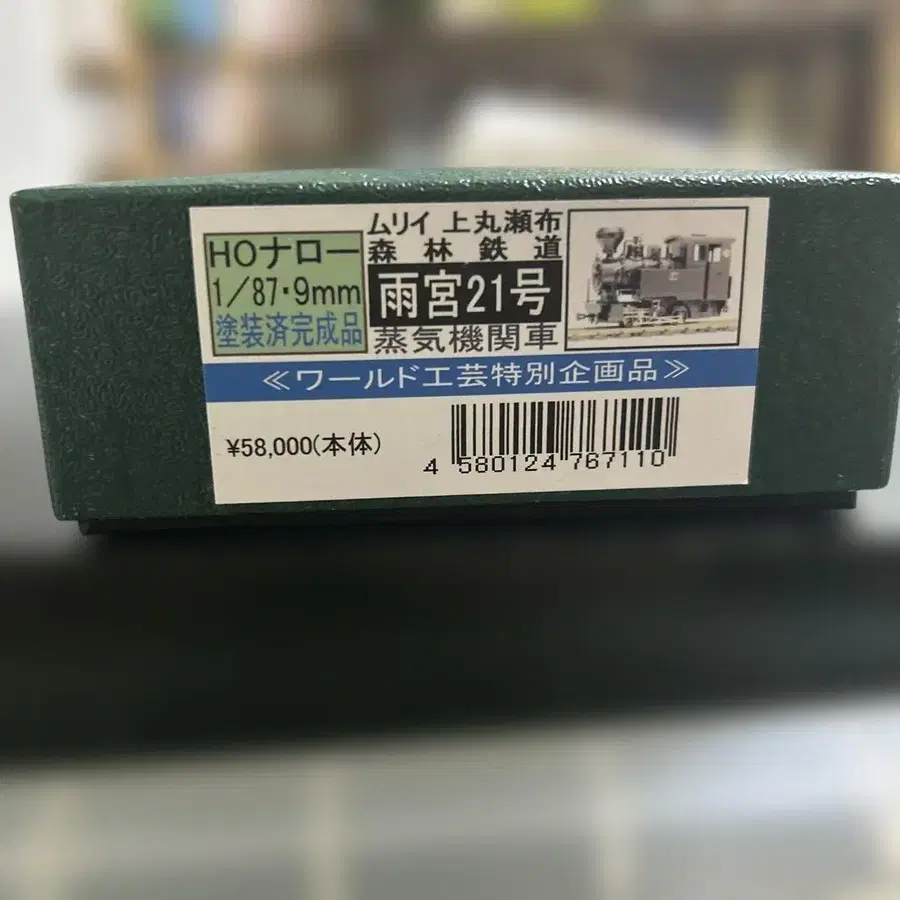 HOナロー
1/87・9mm
塗装済完成品
ムリイ 上丸瀬布
森林鉄道
雨宮21号
蒸気機関車
≪ワールド工芸特別企画品≫
¥58,000(本体)
4 580124 767110